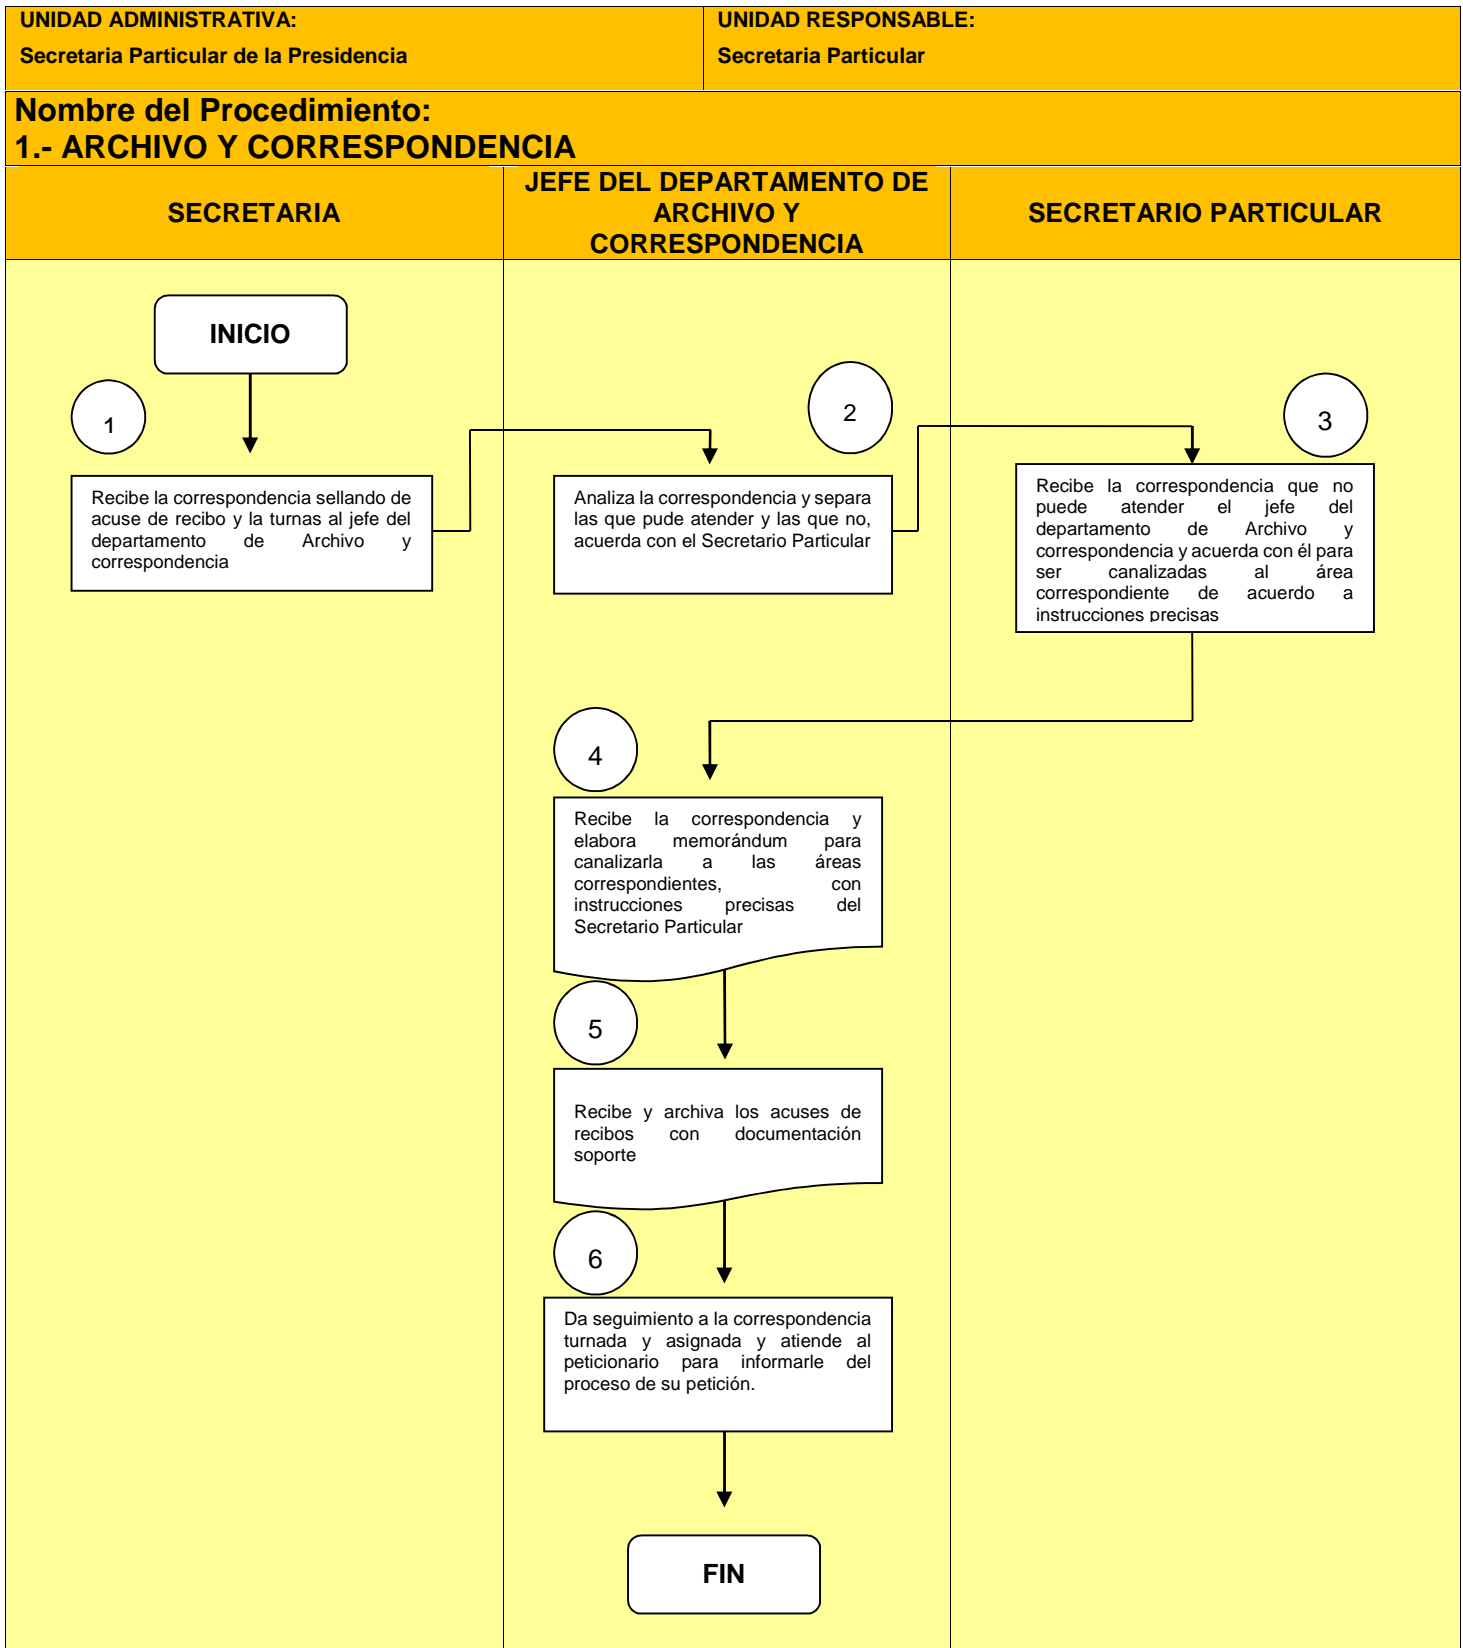 UNIDAD ADMINISTRATIVA:
Secretaria Particular de la Presidencia
UNIDAD RESPONSABLE:
Secretaria Particular
Nombre del Procedimiento:
1.- ARCHIVO Y CORRESPONDENCIA
SECRETARIA
JEFE DEL DEPARTAMENTO DE
ARCHIVO Y
CORRESPONDENCIA
SECRETARIO PARTICULAR
INICIO
1
Recibe la correspondencia sellando de
acuse de recibo y la turnas al jefe del
departamento de Archivo y
correspondencia
2
Analiza la correspondencia y separa
las que pude atender y las que no,
acuerda con el Secretario Particular
3
Recibe la correspondencia que no
puede atender el jefe del
departamento de Archivo y
correspondencia y acuerda con él para
ser canalizadas al área
correspondiente de acuerdo a
instrucciones precisas
4
Recibe la correspondencia y
elabora memorándum para
canalizarla a las áreas
correspondientes, con
instrucciones precisas del
Secretario Particular
5
Recibe y archiva los acuses de
recibos con documentación
soporte
6
Da seguimiento a la correspondencia
turnada y asignada y atiende al
peticionario para informarle del
proceso de su petición.
FIN